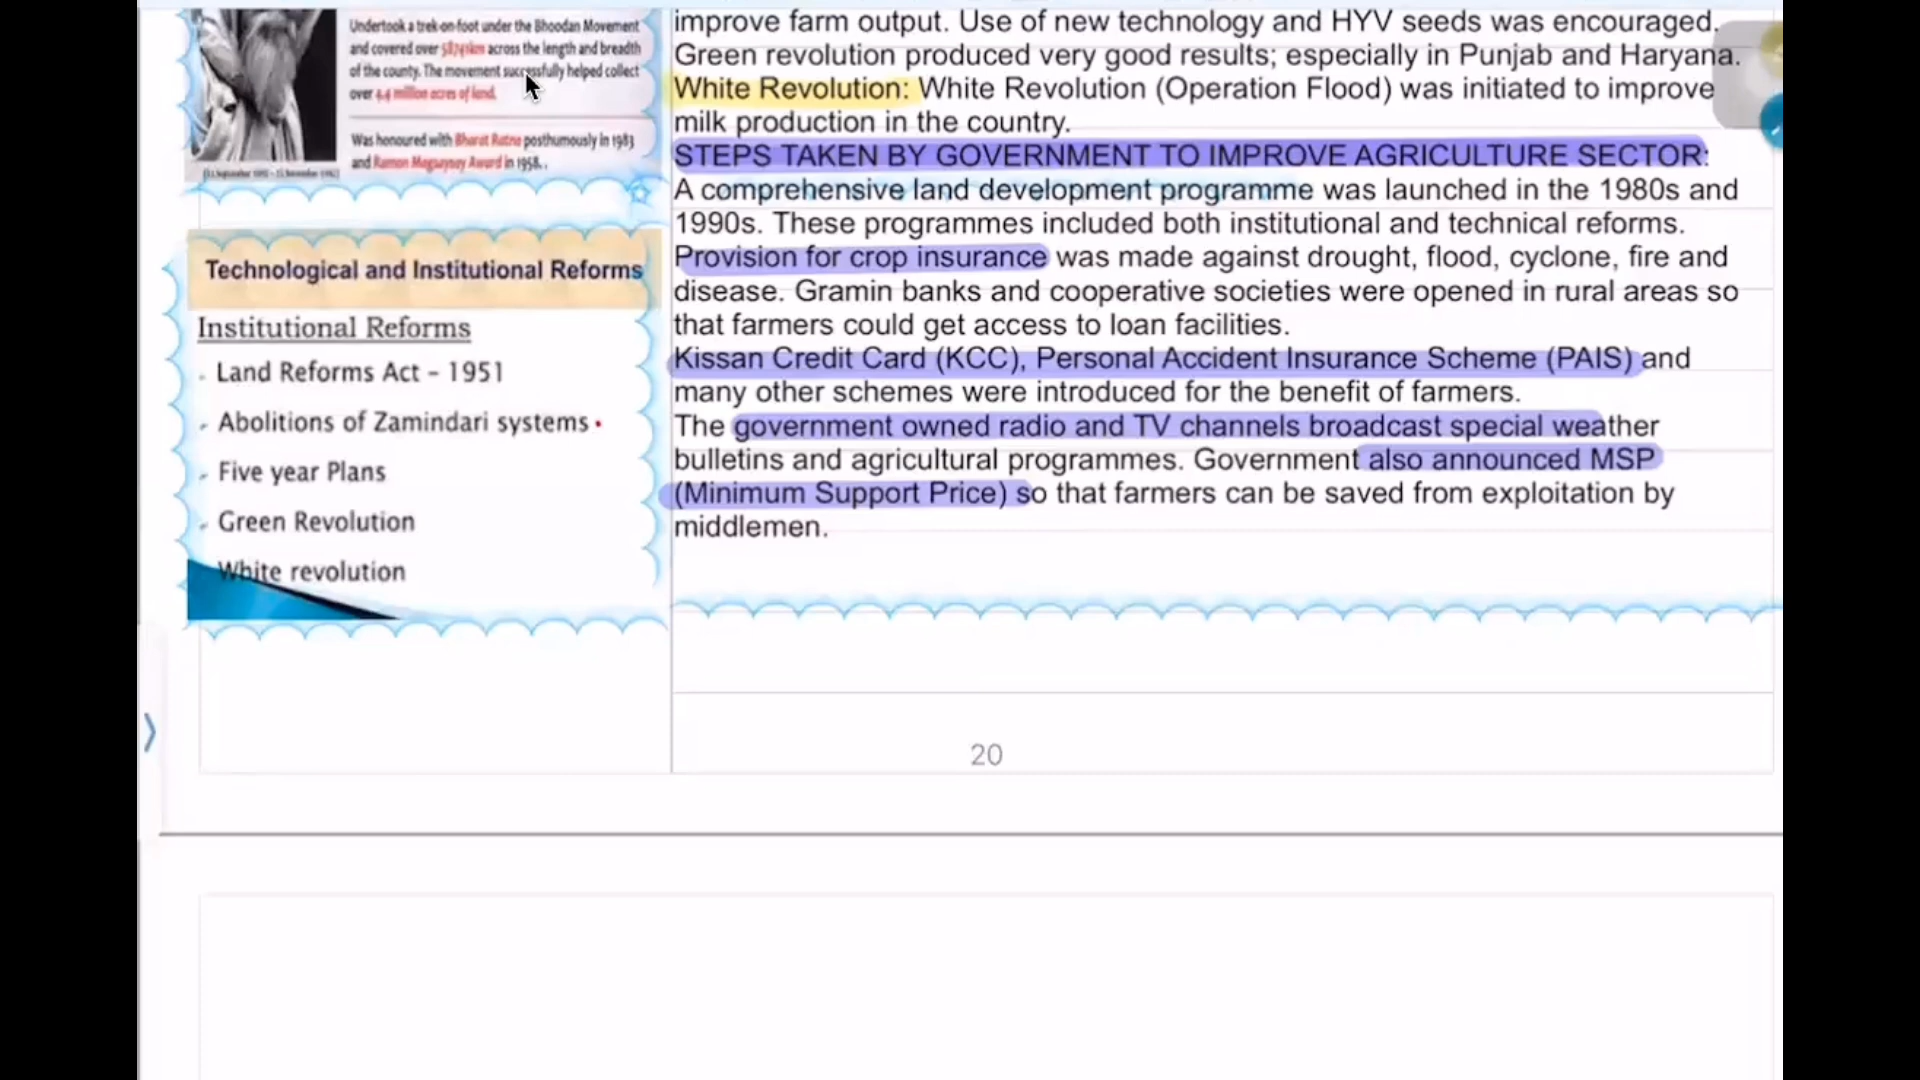 Undertook a trek-on-foot under the Bhoodan Movement
and covered over 58,741km across the length and breadth
of the county. The movement successfully helped collect
over 4.4 million acres of land.
Was honoured with Bharat Ratna posthumously in 1983
and Ramon Magsaysay Award in 1958..
Technological and Institutional Reforms
Institutional Reforms
Land Reforms Act – 1951
Abolitions of Zamindari systems
Five year Plans
Green Revolution
White revolution
improve farm output. Use of new technology and HYV seeds was encouraged.
Green revolution produced very good results; especially in Punjab and Haryana.
White Revolution: White Revolution (Operation Flood) was initiated to improve
milk production in the country.
STEPS TAKEN BY GOVERNMENT TO IMPROVE AGRICULTURE SECTOR:
A comprehensive land development programme was launched in the 1980s and
1990s. These programmes included both institutional and technical reforms.
Provision for crop insurance was made against drought, flood, cyclone, fire and
disease. Gramin banks and cooperative societies were opened in rural areas so
that farmers could get access to loan facilities.
Kissan Credit Card (KCC), Personal Accident Insurance Scheme (PAIS) and
many other schemes were introduced for the benefit of farmers.
The government owned radio and TV channels broadcast special weather
bulletins and agricultural programmes. Government also announced MSP
(Minimum Support Price) so that farmers can be saved from exploitation by
middlemen.
20